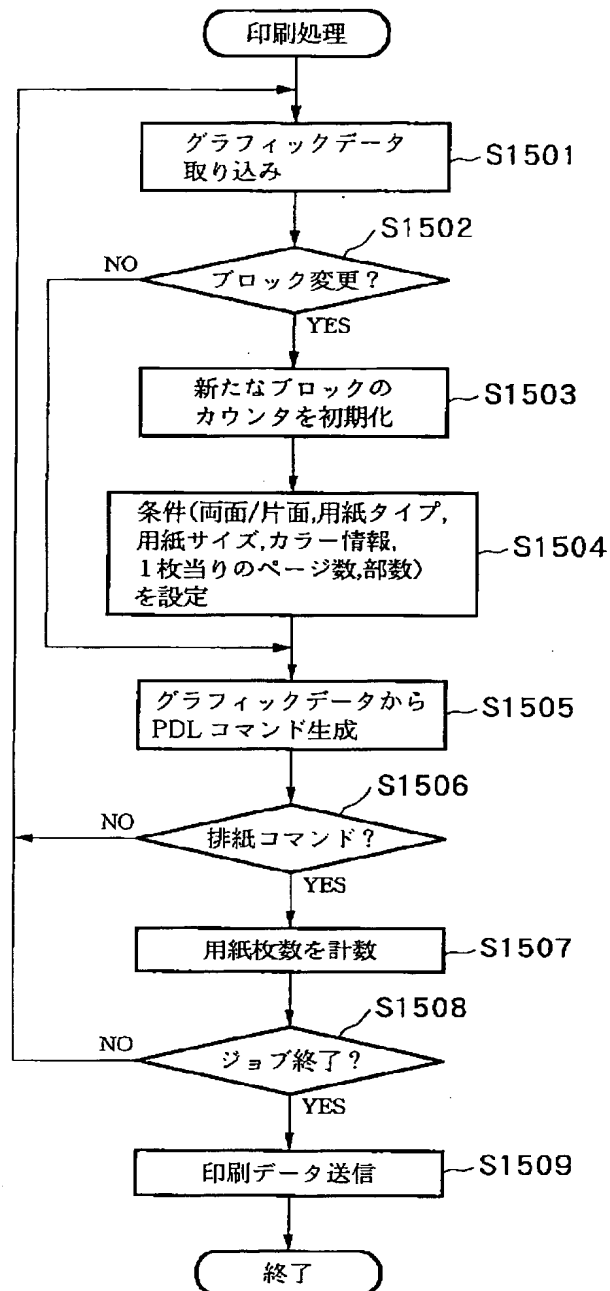 印刷処理
グラフィックデータ
取り込み
S1501
S1502
NO
ブロック変更?
YES
新たなブロックの
カウンタを初期化
S1503
条件(両面/片面,用紙タイプ,
用紙サイズ,カラー情報,
1枚当りのページ数,部数)
を設定
S1504
グラフィックデータから
PDLコマンド生成
S1505
S1506
NO
排紙コマンド?
YES
用紙枚数を計数
S1507
S1508
NO
ジョブ終了?
YES
印刷データ送信
S1509
終了